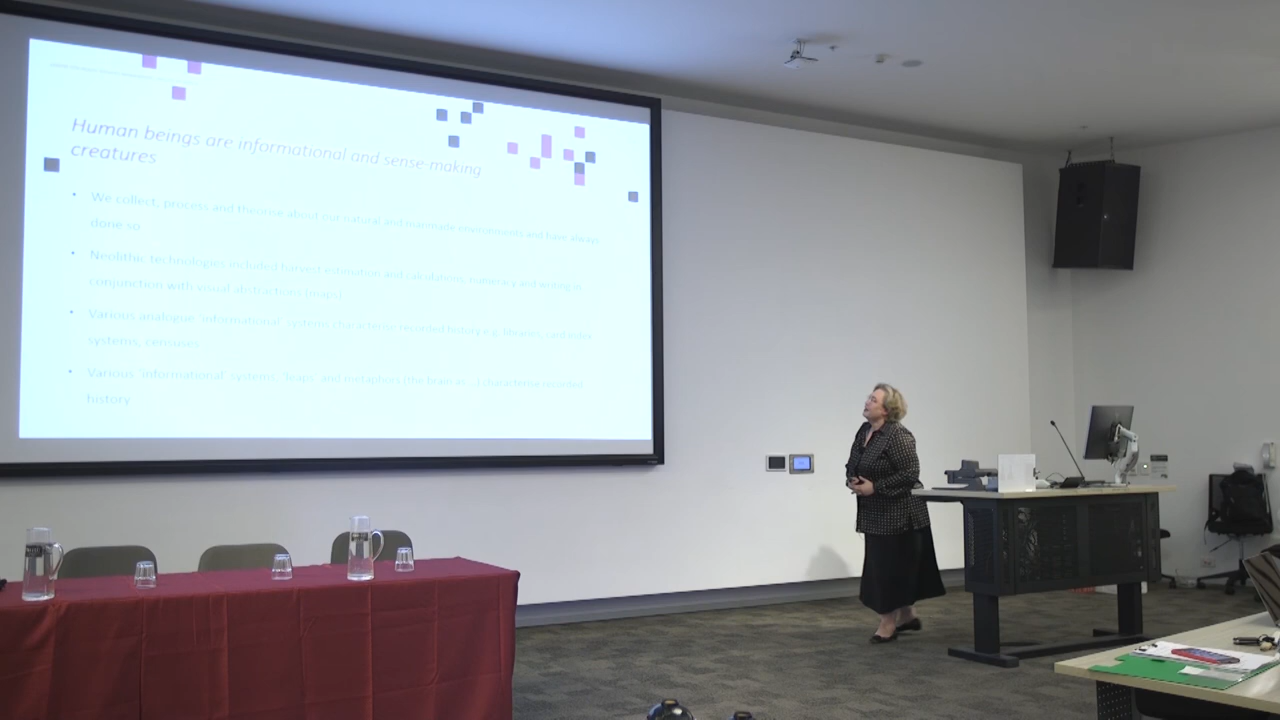 Human beings are informational and sense-making
creatures
• We collect, process and theorise about our natural and manmade environments and have always
done so
• Neolithic technologies included harvest estimation and calculations, numeracy and writing in
conjunction with visual abstractions (maps)
• Various analogue 'informational' systems characterise recorded history e.g. libraries, card index
systems, censuses
• Various 'informational' systems, 'leaps' and metaphors (the brain as' ..) characterise recorded
history